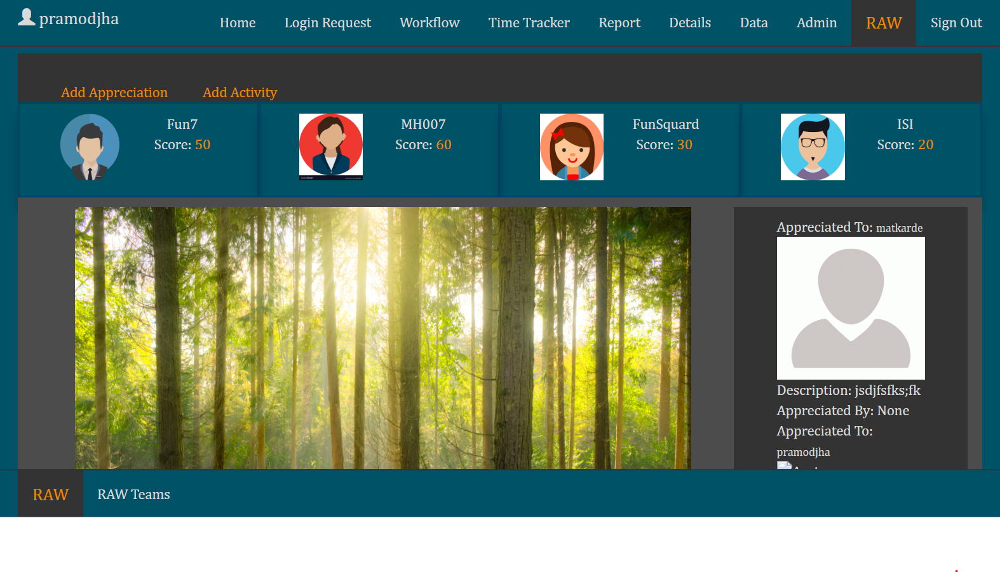 pramodjha
Home Login Request Workflow Time Tracker Report Details Data Admin RAW Sign Out
Add Appreciation Add Activity
Fun7
Score: 50
MH007
Score: 60
FunSquard
Score: 30
ISI
Score: 20
Appreciated To: matkarde
Description: jsdjfsfks;fk
Appreciated By: None
Appreciated To:
pramodjha
RAW RAW Teams